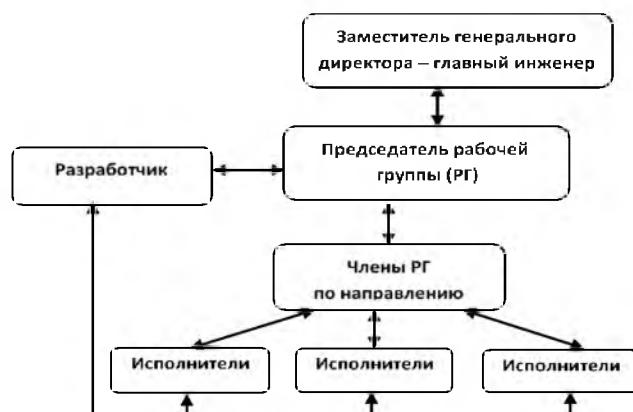 Заместитель генерального
директора – главный инженер
Председатель рабочей
группы (РГ)
Разработчик
Члены РГ
по направлению
Исполнители
Исполнители
Исполнители